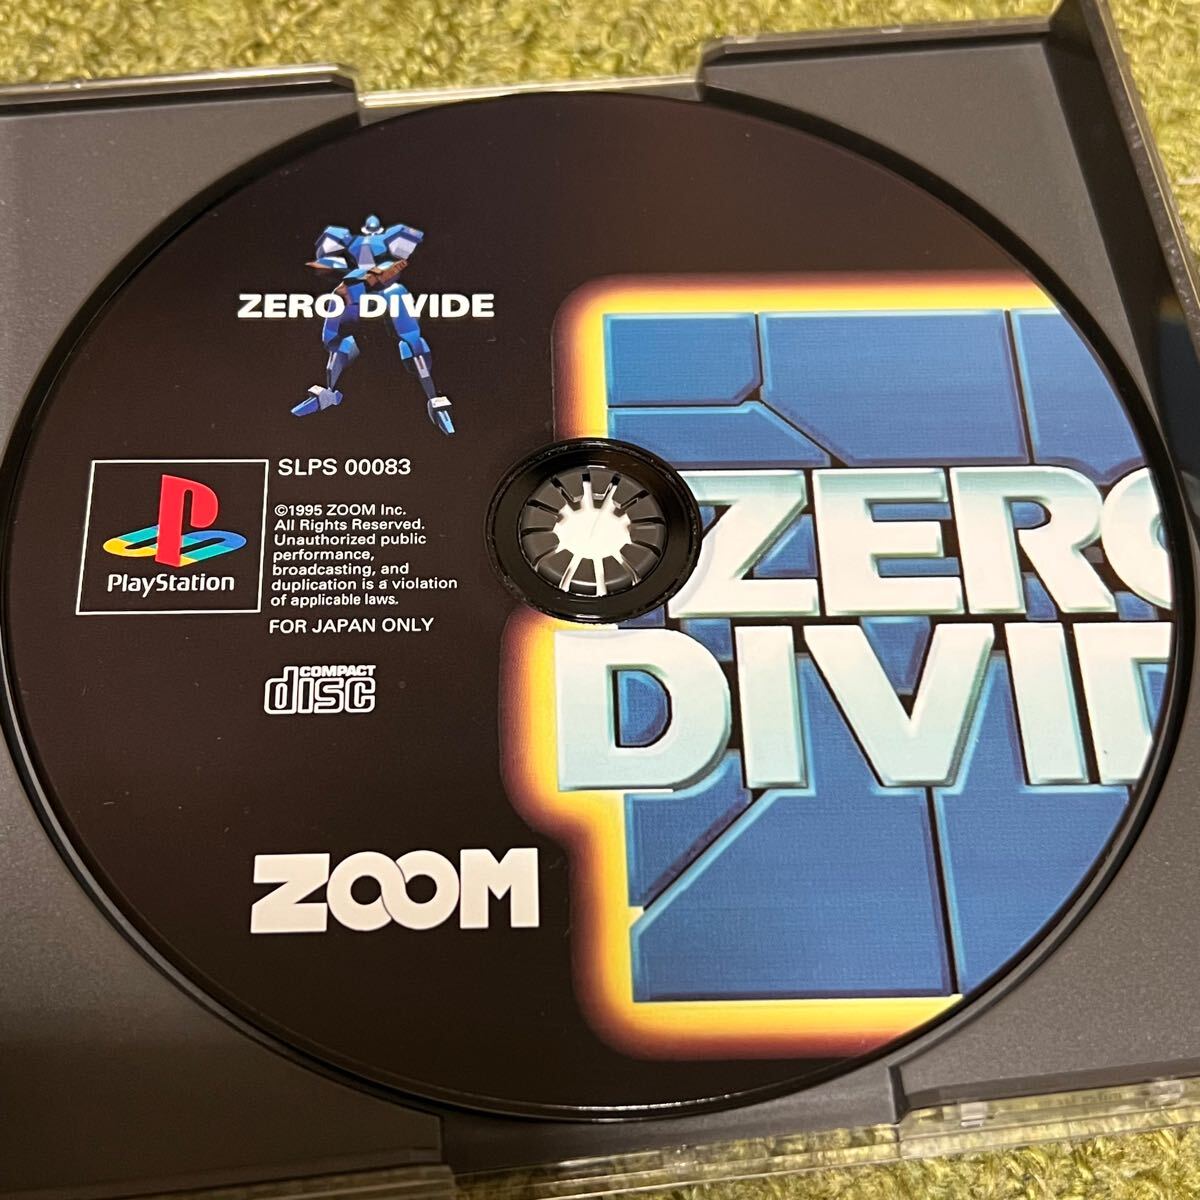 ZERO DIVIDE
SLPS 00083
©1995 ZOOM Inc.
All Rights Reserved.
Unauthorized public
performance,
broadcasting, and
duplication is a violation
of applicable laws.
FOR JAPAN ONLY
PlayStation
COMPACT
disc
ZOOM
ZERO
DIVID